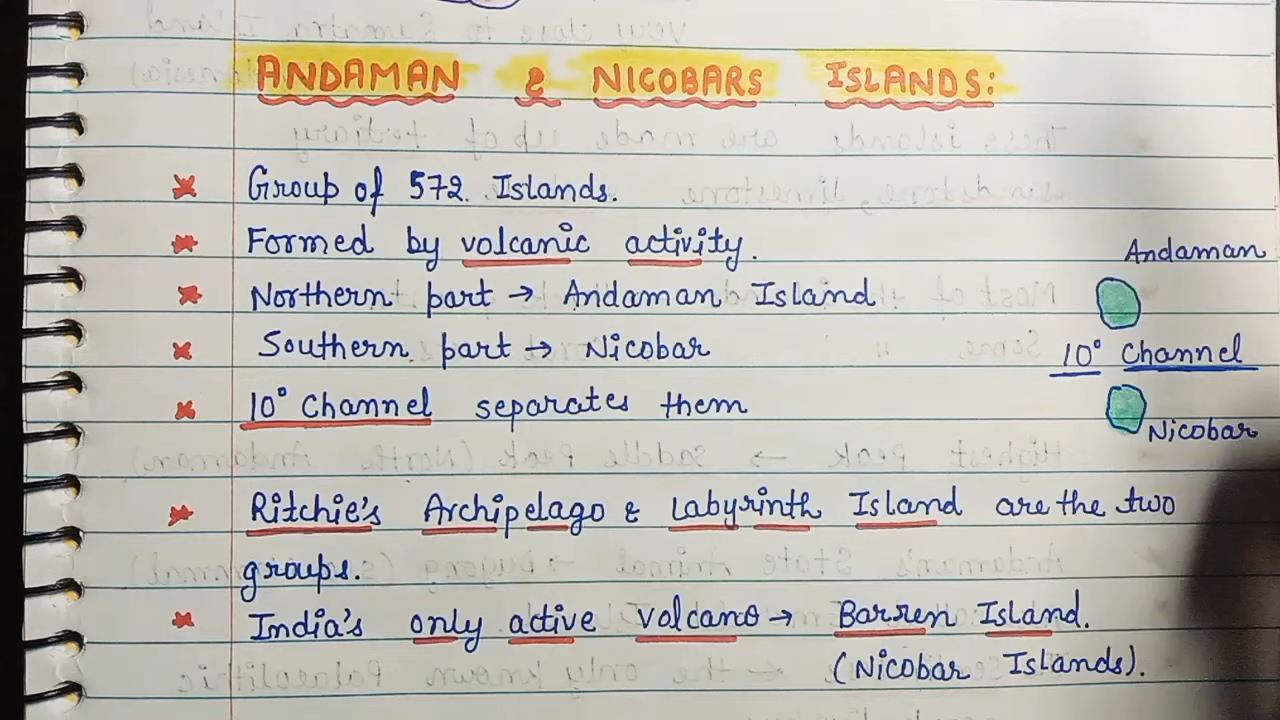 ANDAMAN & NICOBARS ISLANDS:
Group of 572 Islands.
Formed by volcanic activity.
Northern part → Andaman Island
Southern part → Nicobar
10° Channel separates them
Andaman
10° Channel
Nicobar
Ritchie's Archipelago & Labyrinth Island are the two
groups.
India's only active volcano → Barren Island.
(Nicobar Islands).